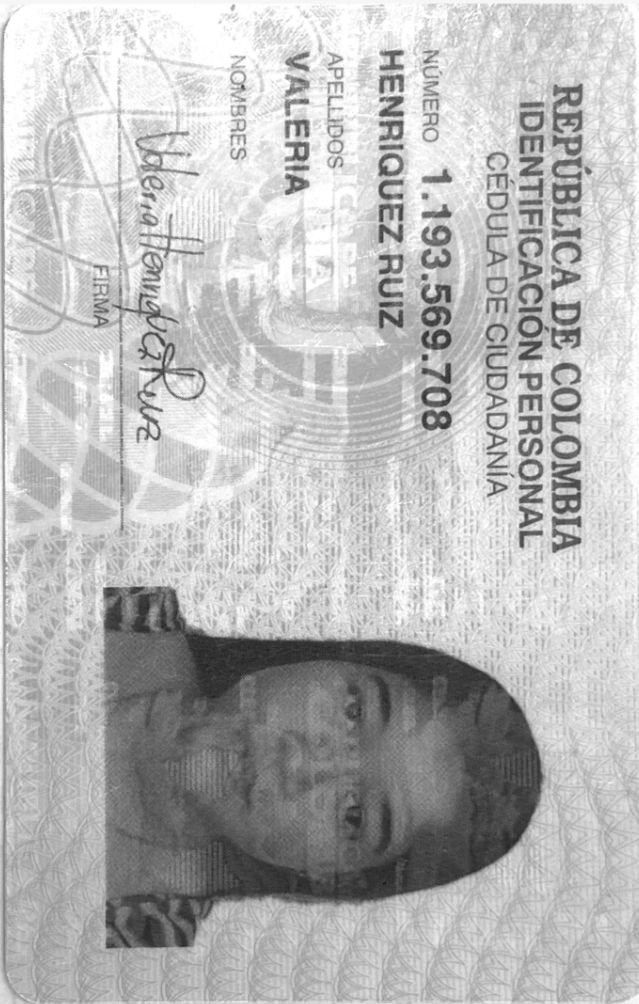 REPÚBLICA DE COLOMBIA
IDENTIFICACIÓN PERSONAL
CÉDULA DE CIUDADANÍA
NÚMERO 1.193.569.708
HENRIQUEZ RUIZ
APELLIDOS
VALERIA
NOMBRES
Valeria Henriquez Ruiz
FIRMA